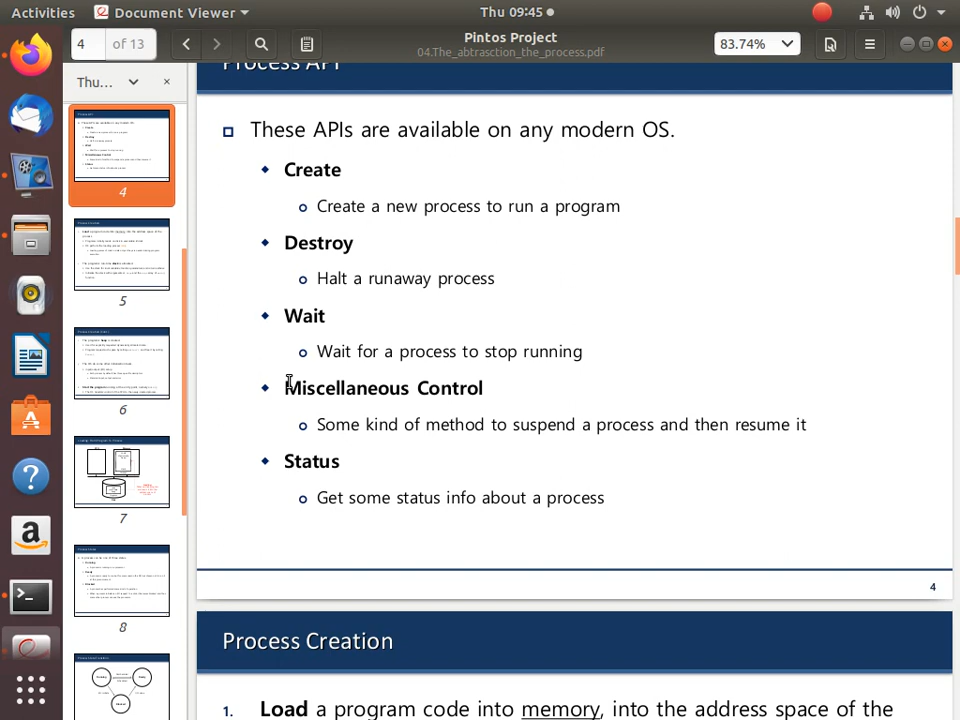 Activities
Document Viewer
Thu 09:45
4
of 13
Pintos Project
04.The_abtrasction_the_process.pdf
83.74%
Thu...
×
4
5
6
7
8
Process API
These APIs are available on any modern OS.
Create
Create a new process to run a program
Destroy
Halt a runaway process
Wait
Wait for a process to stop running
Miscellaneous Control
Some kind of method to suspend a process and then resume it
Status
Get some status info about a process
4
Process Creation
1. Load a program code into memory, into the address space of the